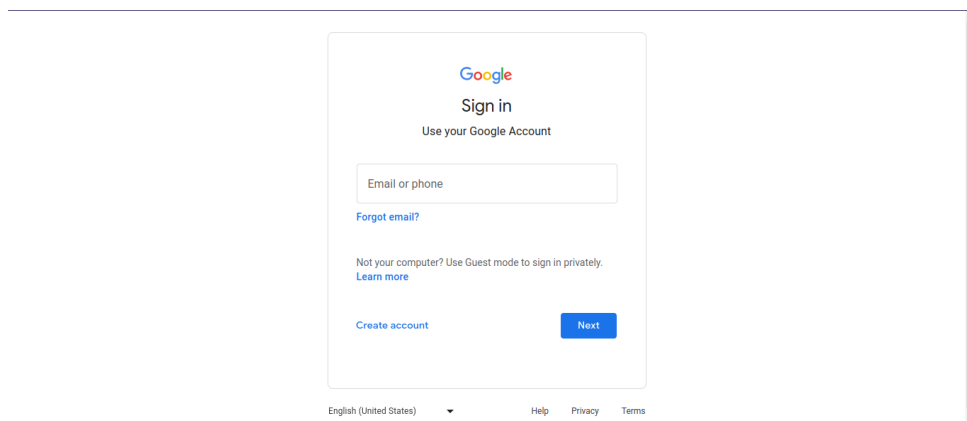 Google
Sign in
Use your Google Account
Email or phone
Forgot email?
Not your computer? Use Guest mode to sign in privately.
Learn more
Create account
Next
English (United States)
Help
Privacy
Terms